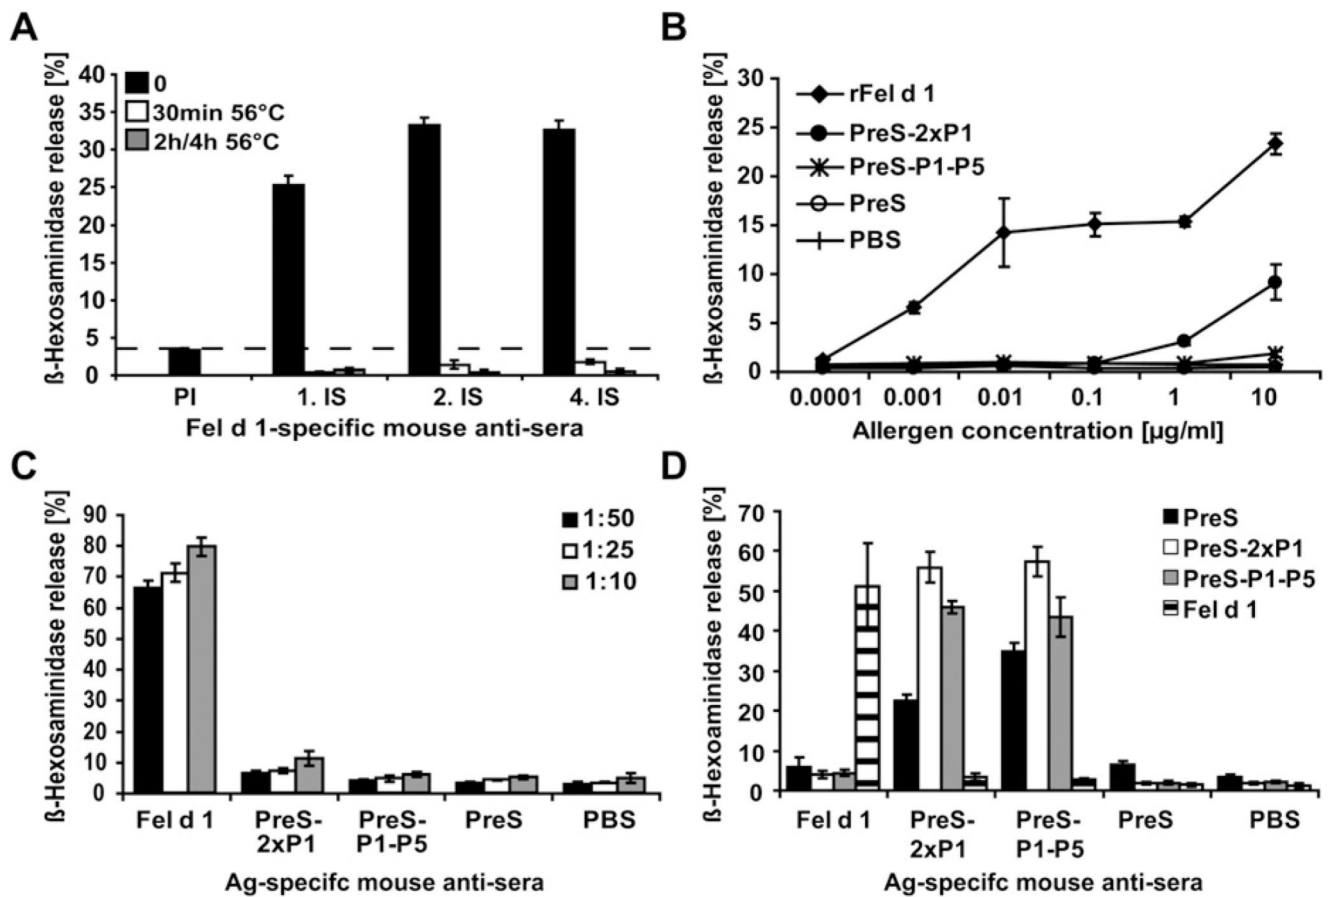 A
ß-Hexosaminidase release [%]
40
35
30
25
20
15
10
5
0
0
30min 56°C
2h/4h 56°C
PI
1. IS
2. IS
4. IS
Fel d 1-specific mouse anti-sera
B
ß-Hexosaminidase release [%]
30
25
20
15
10
5
0
rFel d 1
PreS-2xP1
PreS-P1-P5
PreS
PBS
0.0001
0.001
0.01
0.1
1
10
Allergen concentration [µg/ml]
C
ß-Hexosaminidase release [%]
90
80
70
60
50
40
30
20
10
0
1:50
1:25
1:10
Fel d 1
PreS-
2xP1
PreS-
P1-P5
PreS
PBS
Ag-specifc mouse anti-sera
D
ß-Hexoaminidase release [%]
70
60
50
40
30
20
10
0
PreS
PreS-2xP1
PreS-P1-P5
Fel d 1
Fel d 1
PreS-
2xP1
PreS-
P1-P5
PreS
PBS
Ag-specifc mouse anti-sera